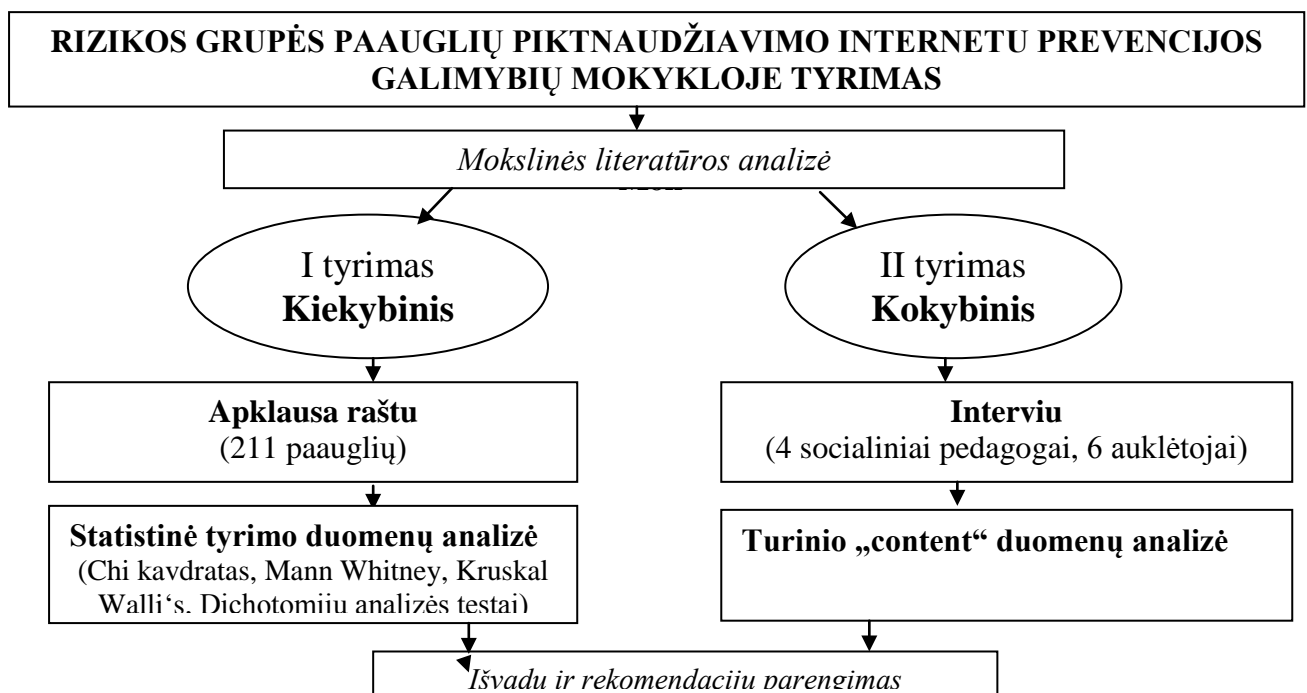 RIZIKOS GRUPĖS PAAUGLIŲ PIKTNAUDŽIAVIMO INTERNETU PREVENCIJOS
GALIMYBIŲ MOKYKLOJE TYRIMAS
Mokslinės literatūros analizė
I tyrimas
Kiekybinis
II tyrimas
Kokybinis
Apklausa raštu
(211 paauglių)
Interviu
(4 socialiniai pedagogai, 6 auklėtojai)
Statistinė tyrimo duomenų analizė
(Chi kavdratas, Mann Whitney, Kruskal
Walli‘s, Dichotomijų analizės testai)
Turinio „content“ duomenų analizė
Išvadų ir rekomendacijų parengimas